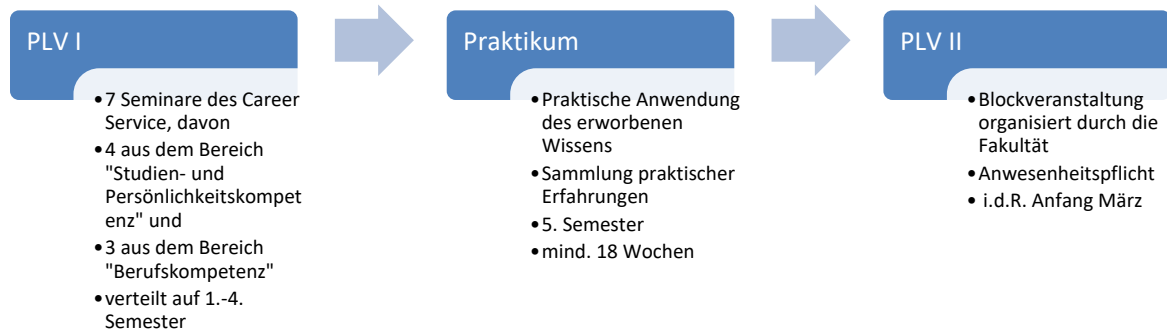 PLV I
•7 Seminare des Career
Service, davon
•4 aus dem Bereich
"Studien- und
Persönlichkeitskompet
enz" und
•3 aus dem Bereich
"Berufskompetenz"
•verteilt auf 1.-4.
Semester
Praktikum
•Praktische Anwendung
des erworbenen
Wissens
•Sammlung praktischer
Erfahrungen
•5. Semester
•mind. 18 Wochen
PLV II
•Blockveranstaltung
organisiert durch die
Fakultät
•Anwesenheitspflicht
• i.d.R. Anfang März